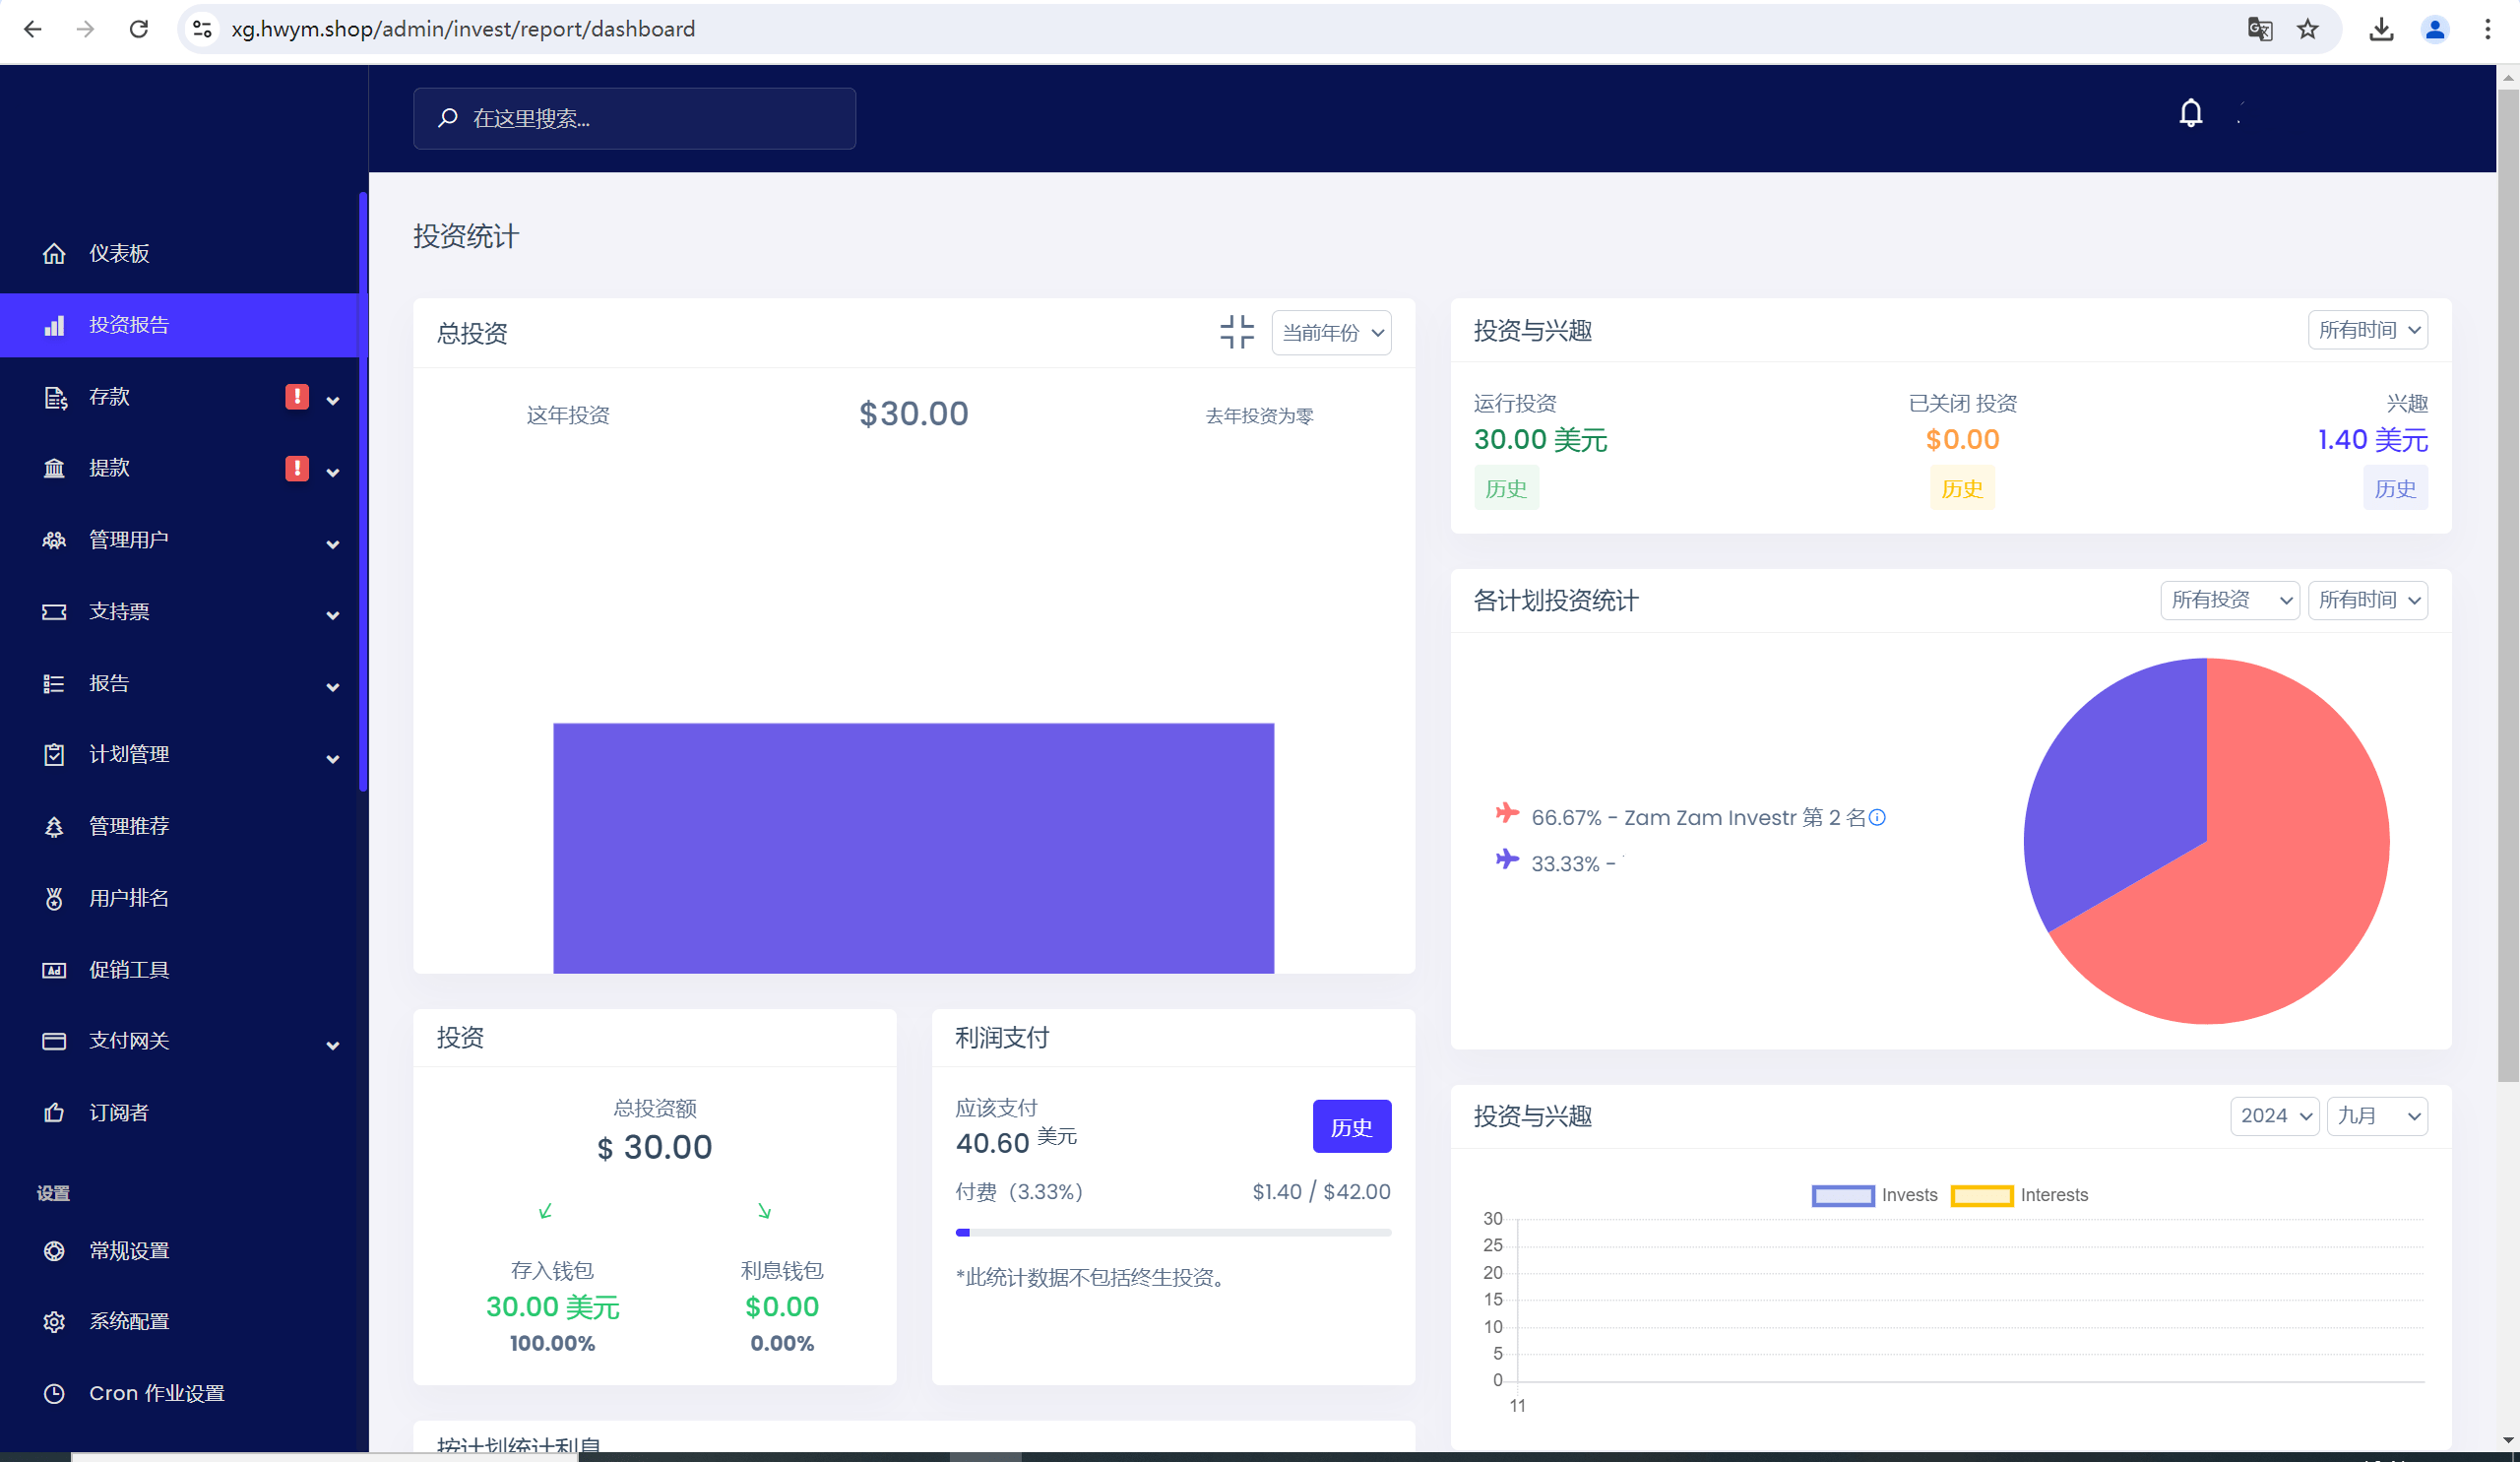 xg.hwym.shop/admin/invest/report/dashboard
在这里搜索...
仪表板
投资报告
存款
提款
管理用户
支持票
报告
计划管理
管理推荐
用户排名
促销工具
支付网关
订阅者
设置
常规设置
系统配置
Cron 作业设置
投资统计
总投资
当前年份
这年投资
$30.00
去年投资为零
投资
总投资额
$ 30.00
存入钱包
30.00 美元
100.00%
利息钱包
$0.00
0.00%
利润支付
应该支付
40.60 美元
历史
付费（3.33%）
$1.40 / $42.00
*此统计数据不包括终生投资。
按计划统计利息
投资与兴趣
所有时间
运行投资
30.00 美元
历史
已关闭 投资
$0.00
历史
兴趣
1.40 美元
历史
各计划投资统计
所有投资
所有时间
66.67% - Zam Zam Investr 第 2 名
33.33% -
投资与兴趣
2024
九月
Invests
Interests
30
25
20
15
10
5
0
11